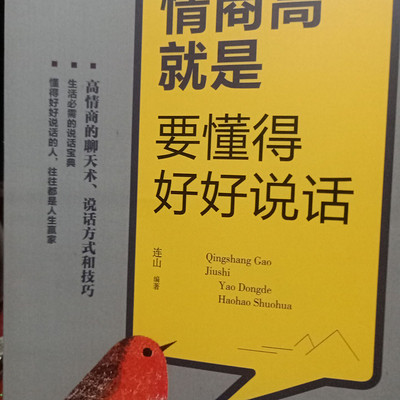 情商高
就是
要懂得
好好说话
连山 编著
Qingshang Gao
Jiushi
Yao Dongde
Haohao Shuohua
高情商的聊天术、说话方式和技巧
生活必需的说话宝典
懂得好好说话的人，往往都是人生赢家